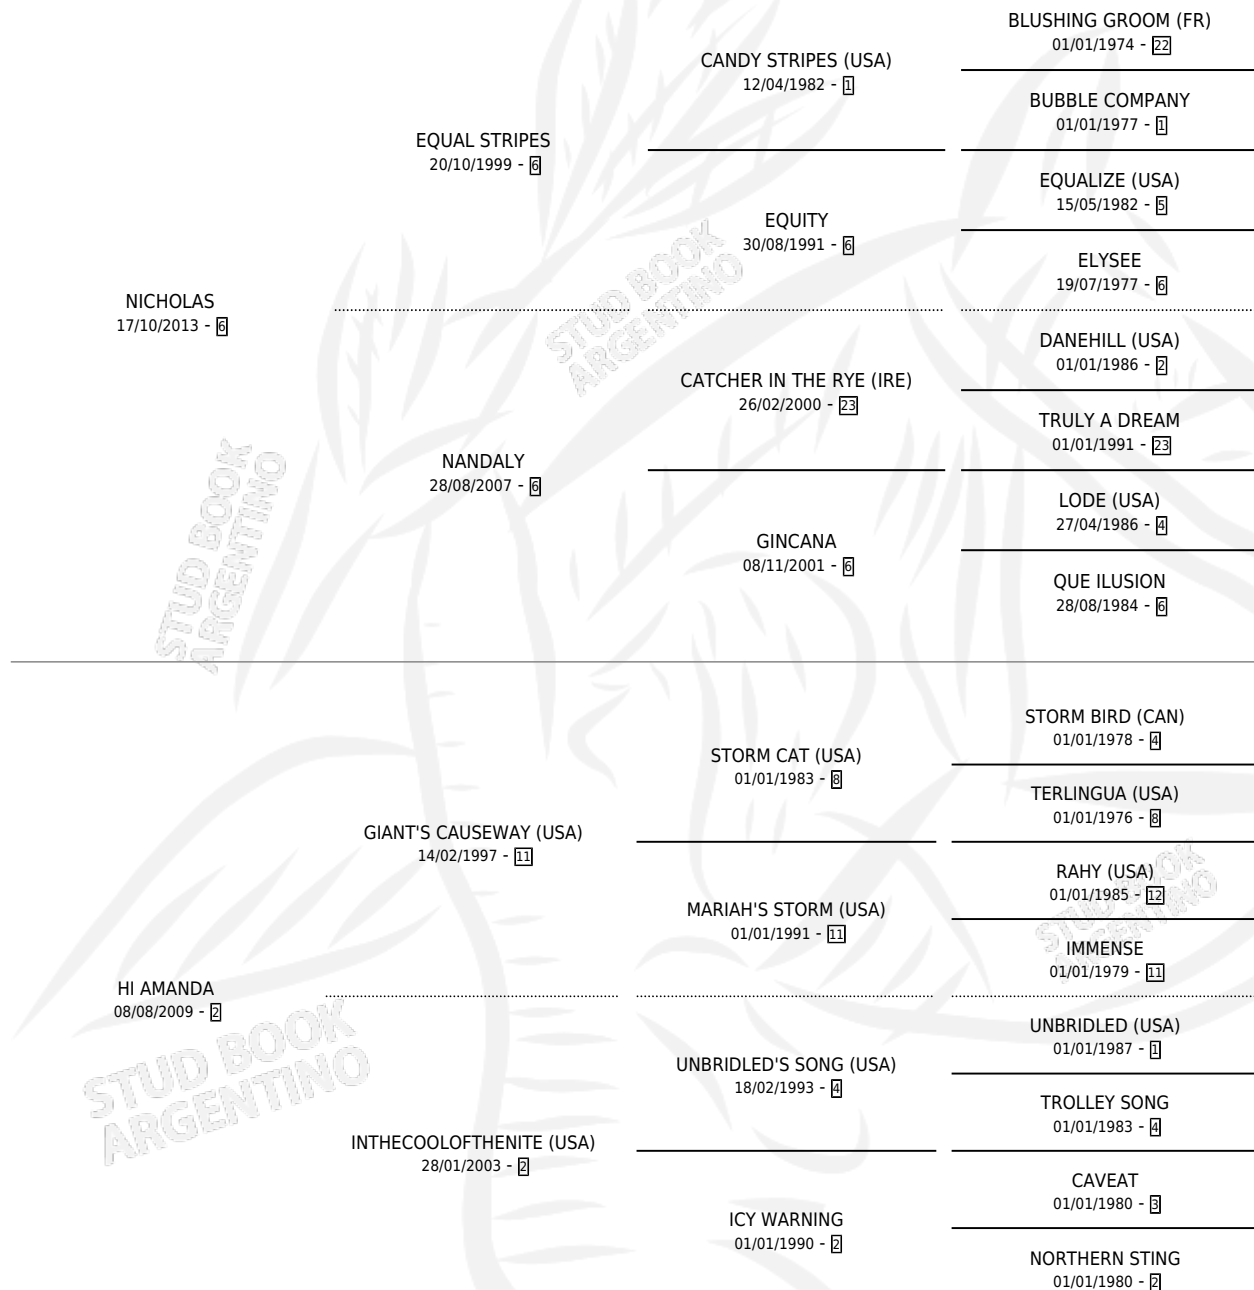 BLUSHING GROOM (FR)
01/01/1974 - 22
CANDY STRIPES (USA)
12/04/1982 - 1
BUBBLE COMPANY
01/01/1977 - 1
EQUAL STRIPES
20/10/1999 - 6
EQUALIZE (USA)
15/05/1982 - 5
EQUITY
30/08/1991 - 6
ELYSEE
19/07/1977 - 6
NICHOLAS
17/10/2013 - 6
DANEHILL (USA)
01/01/1986 - 2
CATCHER IN THE RYE (IRE)
26/02/2000 - 23
TRULY A DREAM
01/01/1991 - 23
NANDALY
28/08/2007 - 6
LODE (USA)
27/04/1986 - 4
GINCANA
08/11/2001 - 6
QUE ILUSION
28/08/1984 - 6
STUD BOOK
ARGENTINO
STUD BOOK
ARGENTINO
STORM BIRD (CAN)
01/01/1978 - 4
STORM CAT (USA)
01/01/1983 - 8
TERLINGUA (USA)
01/01/1976 - 8
GIANT'S CAUSEWAY (USA)
14/02/1997 - 11
RAHY (USA)
01/01/1985 - 12
MARIAH'S STORM (USA)
01/01/1991 - 11
IMMENSE
01/01/1979 - 11
HI AMANDA
08/08/2009 - 2
UNBRIDLED (USA)
01/01/1987 - 1
UNBRIDLED'S SONG (USA)
18/02/1993 - 4
TROLLEY SONG
01/01/1983 - 4
INTHECOOLOFTHENITE (USA)
28/01/2003 - 2
CAVEAT
01/01/1980 - 3
ICY WARNING
01/01/1990 - 2
NORTHERN STING
01/01/1980 - 2
STUD BOOK
ARGENTINO
STUD BOOK
ARGENTINO